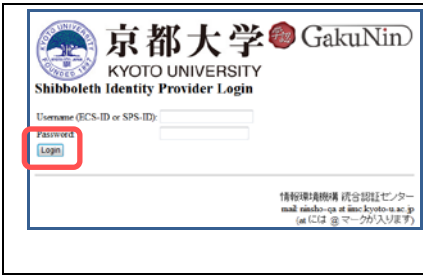 京都大学 GakuNin
KYOTO UNIVERSITY
Shibboleth Identity Provider Login
Username (ECS-ID or SPS-ID):
Password
Login
情報環境機構 統合認証センター
mail ninsho-qa at iimc.kyoto-u.ac.jp
(at には @ マークが入ります)